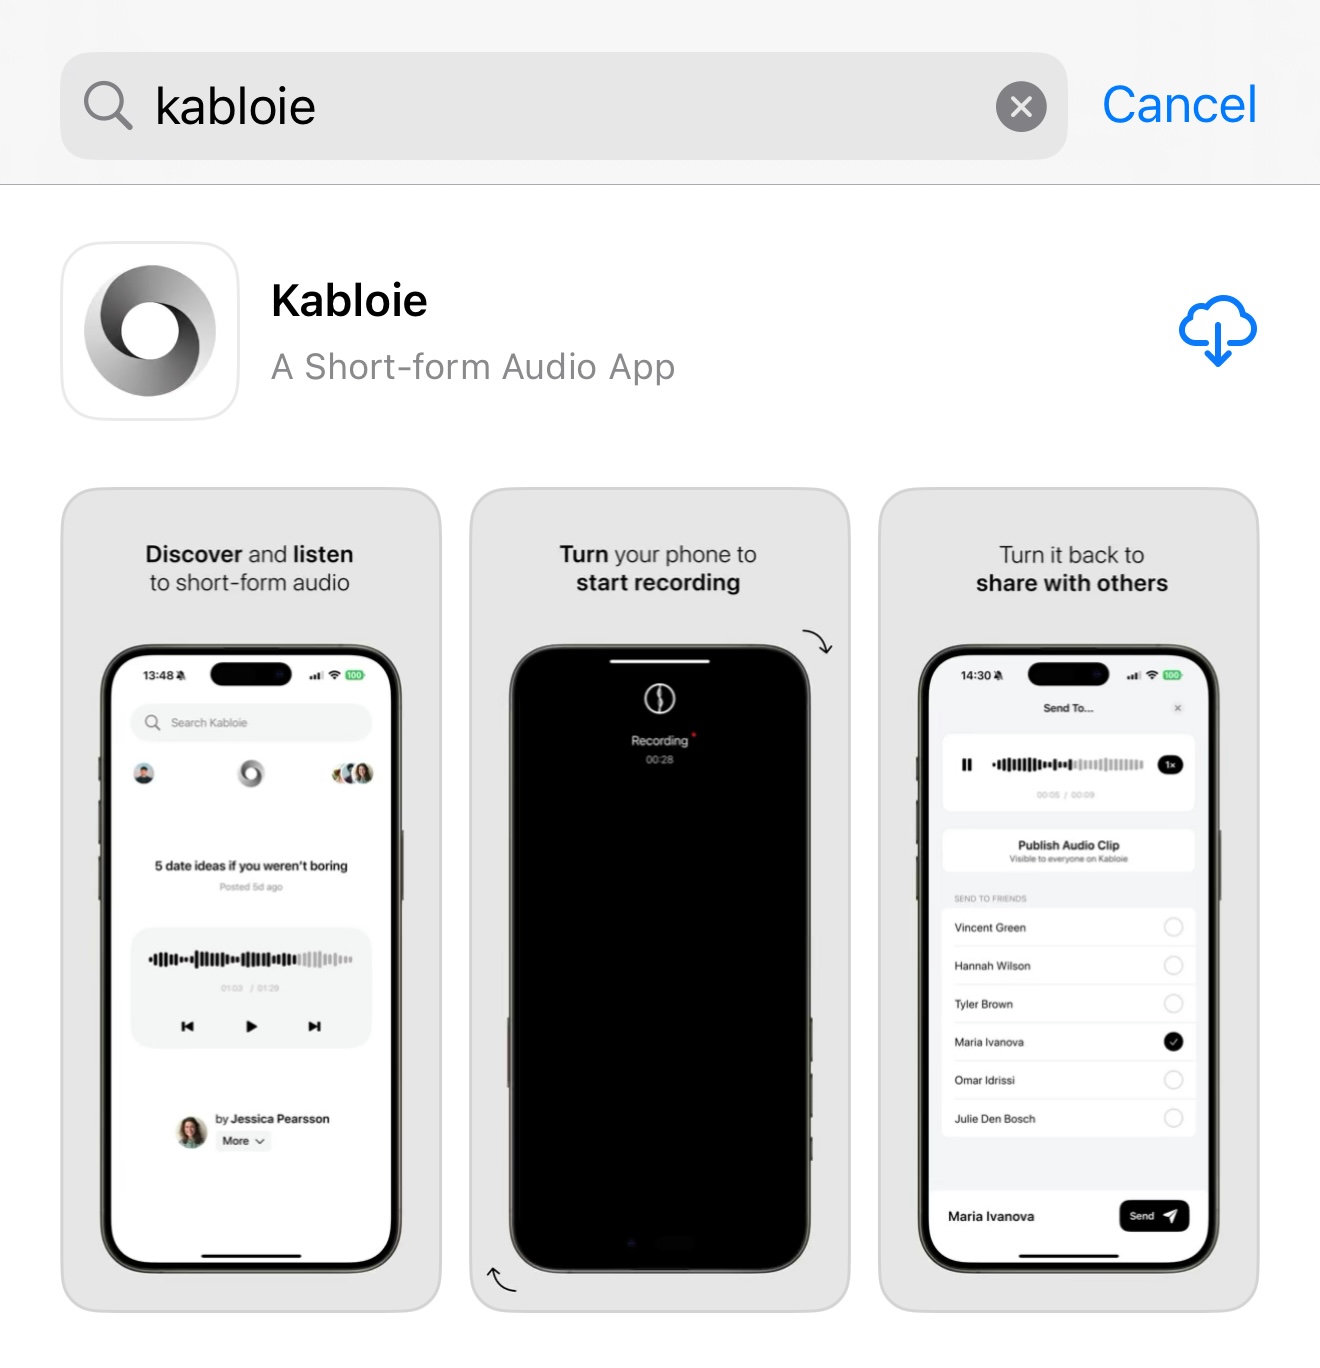 kabloie
Cancel
Kabloie
A Short-form Audio App
Discover and listen
to short-form audio
13:48
100
Search Kabloie
5 date ideas if you weren't boring
Posted 5d ago
01:03 / 01:29
by Jessica Pearsson
More
Turn your phone to
start recording
Recording
00:28
Turn it back to
share with others
14:30
100
Send To...
1x
00:05 / 00:09
Publish Audio Clip
Visible to everyone on Kabloie
SEND TO FRIENDS
Vincent Green
Hannah Wilson
Tyler Brown
Maria Ivanova
Omar Idrissi
Julie Den Bosch
Maria Ivanova
Send